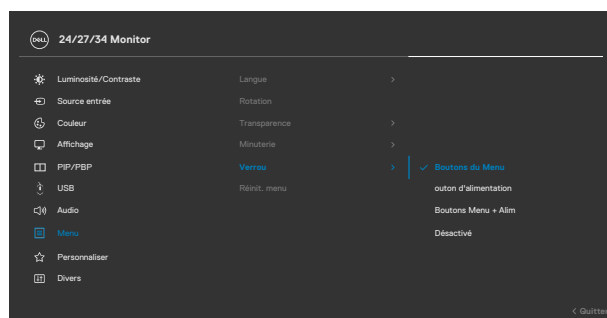 DELL 24/27/34 Monitor
Luminosité/Contraste
Source entrée
Couleur
Affichage
PIP/PBP
USB
Audio
Menu
Personnaliser
Divers
Langue
Rotation
Transparence
Minuterie
Verrou
Réinit. menu
Boutons du Menu
outon d'alimentation
Boutons Menu + Alim
Désactivé
Quitter